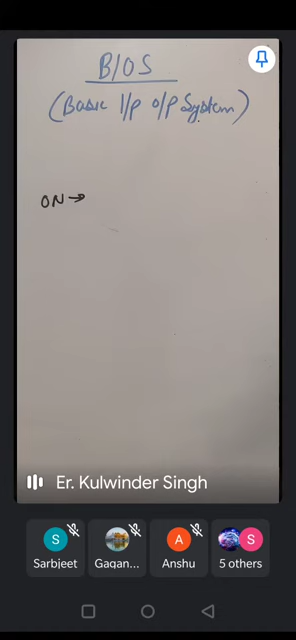 BIOS
(Basic I/P O/P System)
ON →
Er. Kulwinder Singh
S
A
S
Sarbjeet
Gagan...
Anshu
5 others